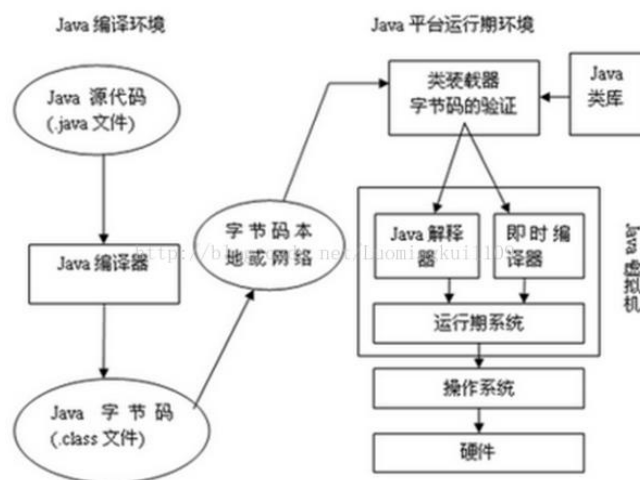 Java 编译环境
Java 平台运行期环境
Java 源代码
(.java 文件)
Java 编译器
Java 字节码
(.class 文件)
字节码本
地或网络
类装载器
字节码的验证
Java
类库
Java 解释
器
即时编
译器
运行期系统
Java 虚拟机
操作系统
硬件